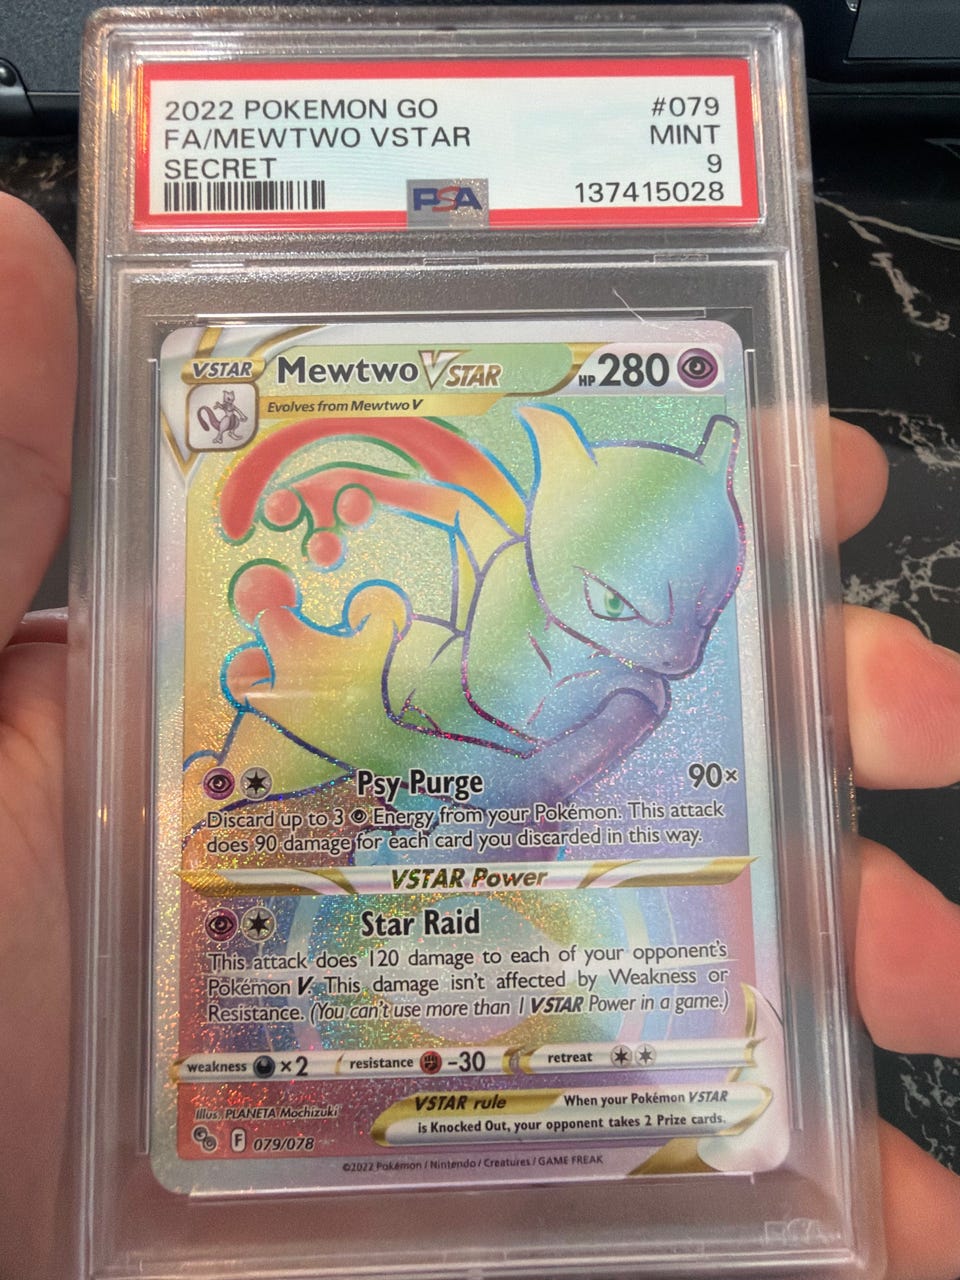 2022 POKEMON GO #079
FA/MEWTWO VSTAR MINT
SECRET 9
PSA 137415028
VSTAR Mewtwo VSTAR HP 280
Evolves from Mewtwo V
Psy Purge 90×
Discard up to 3 Energy from your Pokémon. This attack
does 90 damage for each card you discarded in this way.
VSTAR Power
Star Raid
This attack does 120 damage to each of your opponent's
Pokémon V. This damage isn't affected by Weakness or
Resistance. (You can't use more than 1 VSTAR Power in a game.)
weakness ×2 resistance -30 retreat
Illus. PLANETA Mochizuki
VSTAR rule When your Pokémon VSTAR
is Knocked Out, your opponent takes 2 Prize cards.
GO F 079/078
©2022 Pokémon / Nintendo / Creatures / GAME FREAK